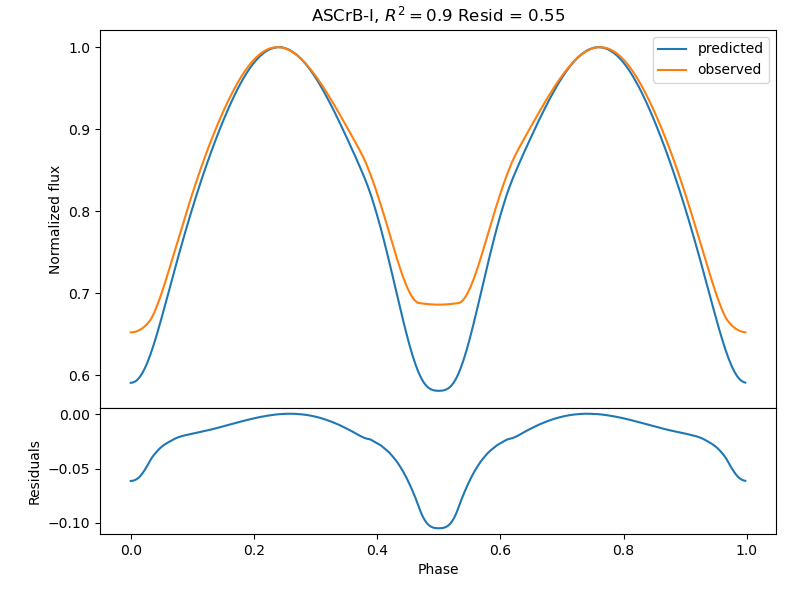 ASCrB-I, R² = 0.9 Resid = 0.55
predicted
observed
Normalized flux
1.0
0.9
0.8
0.7
0.6
Residuals
0.00
−0.05
−0.10
0.0 0.2 0.4 0.6 0.8 1.0
Phase